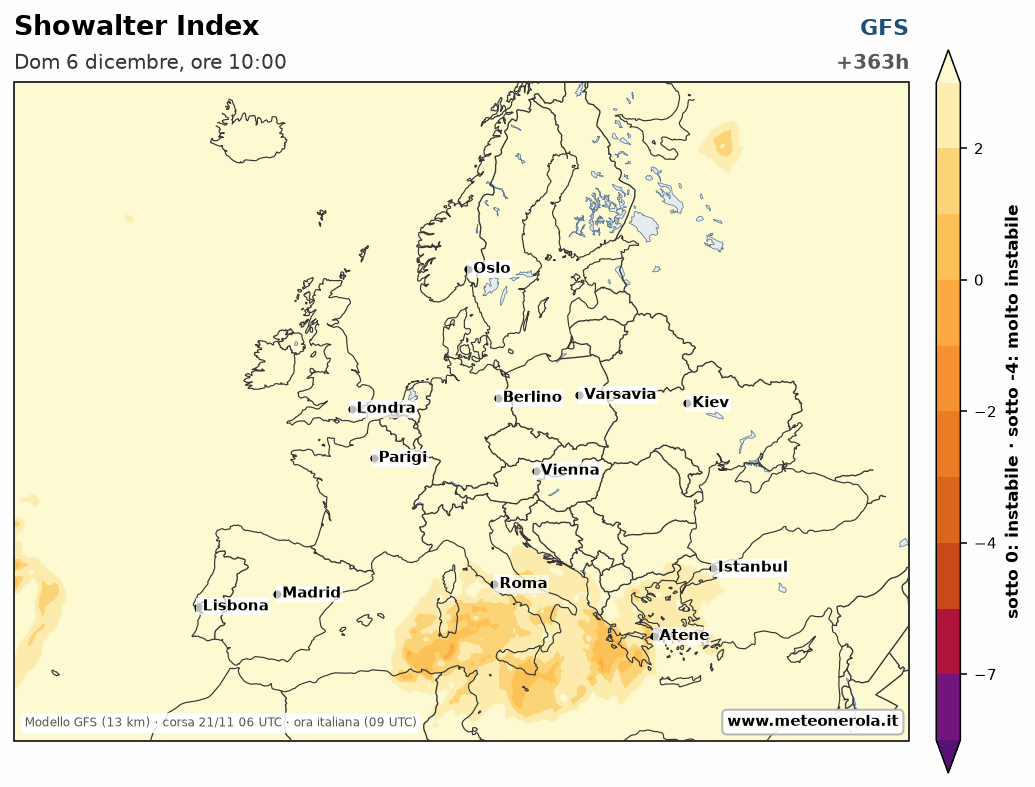 Showalter Index
GFS
Dom 6 dicembre, ore 10:00
+363h
Oslo
Londra
Berlino
Varsavia
Kiev
Parigi
Vienna
Istanbul
Madrid
Roma
Lisbona
Atene
Modello GFS (13 km) · corsa 21/11 06 UTC · ora italiana (09 UTC)
www.meteonerola.it
2
0
−2
−4
−7
sotto 0: instabile · sotto -4: molto instabile